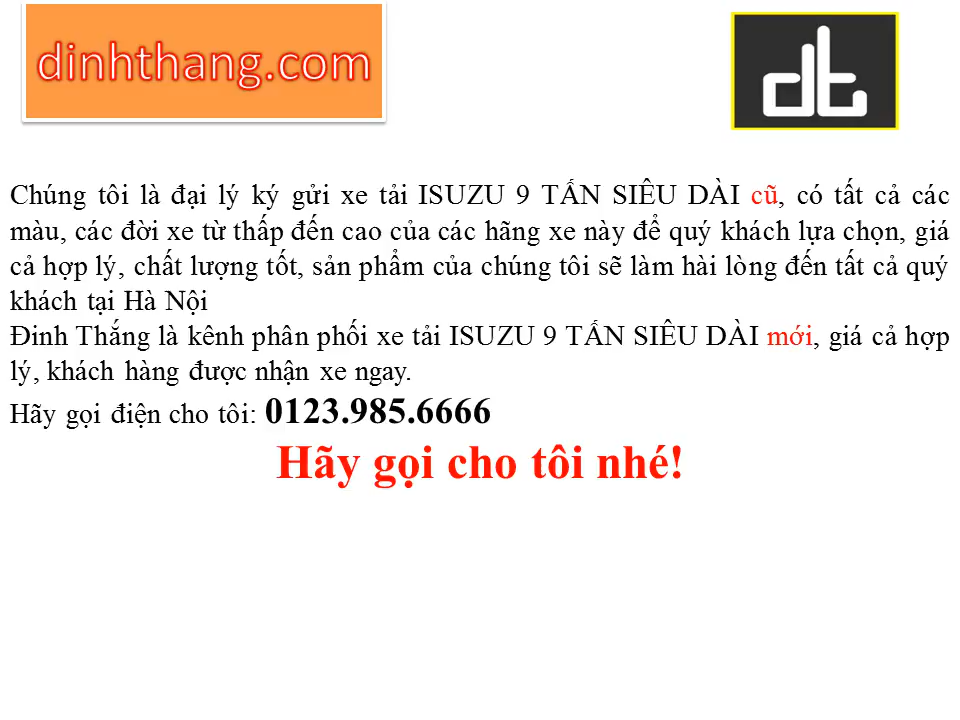 dinhthang.com
dt
Chúng tôi là đại lý ký gửi xe tải ISUZU 9 TẤN SIÊU DÀI cũ, có tất cả các
màu, các đời xe từ thấp đến cao của các hãng xe này để quý khách lựa chọn, giá
cả hợp lý, chất lượng tốt, sản phẩm của chúng tôi sẽ làm hài lòng đến tất cả quý
khách tại Hà Nội
Đinh Thắng là kênh phân phối xe tải ISUZU 9 TẤN SIÊU DÀI mới, giá cả hợp
lý, khách hàng được nhận xe ngay.
Hãy gọi điện cho tôi: 0123.985.6666
Hãy gọi cho tôi nhé!